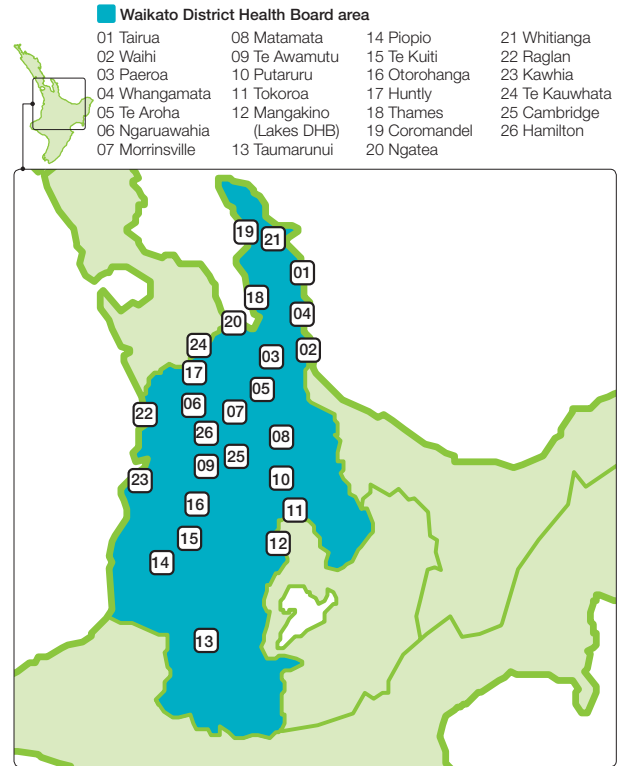 Waikato District Health Board area
01 Tairua
02 Waihi
03 Paeroa
04 Whangamata
05 Te Aroha
06 Ngaruawahia
07 Morrinsville
08 Matamata
09 Te Awamutu
10 Putaruru
11 Tokoroa
12 Mangakino
(Lakes DHB)
13 Taumarunui
14 Piopio
15 Te Kuiti
16 Otorohanga
17 Huntly
18 Thames
19 Coromandel
20 Ngatea
21 Whitianga
22 Raglan
23 Kawhia
24 Te Kauwhata
25 Cambridge
26 Hamilton
19
21
01
18
04
20
24
03
02
17
05
06
07
22
26
08
25
09
23
10
16
11
15
12
14
13